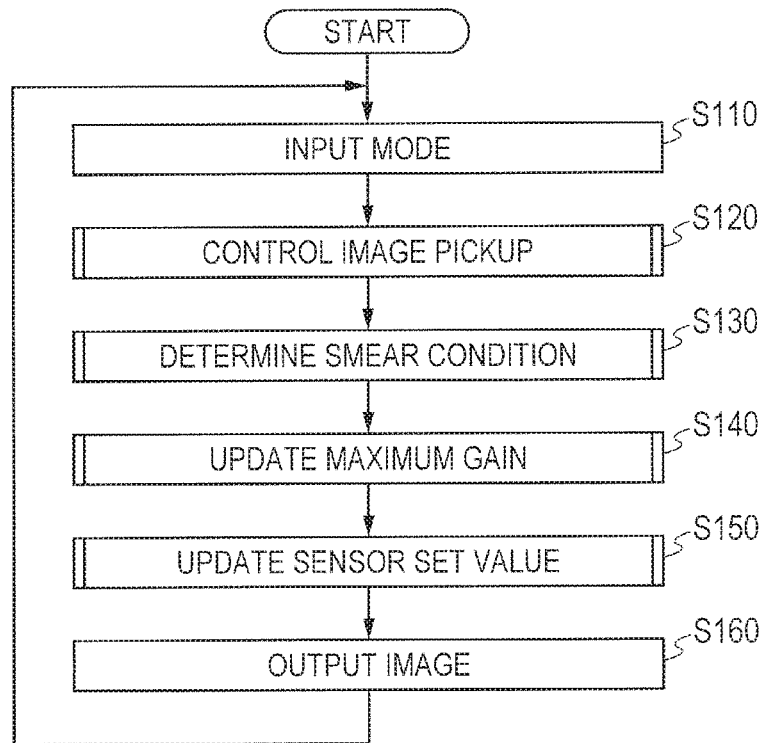 START
INPUT MODE
S110
CONTROL IMAGE PICKUP
S120
DETERMINE SMEAR CONDITION
S130
UPDATE MAXIMUM GAIN
S140
UPDATE SENSOR SET VALUE
S150
OUTPUT IMAGE
S160